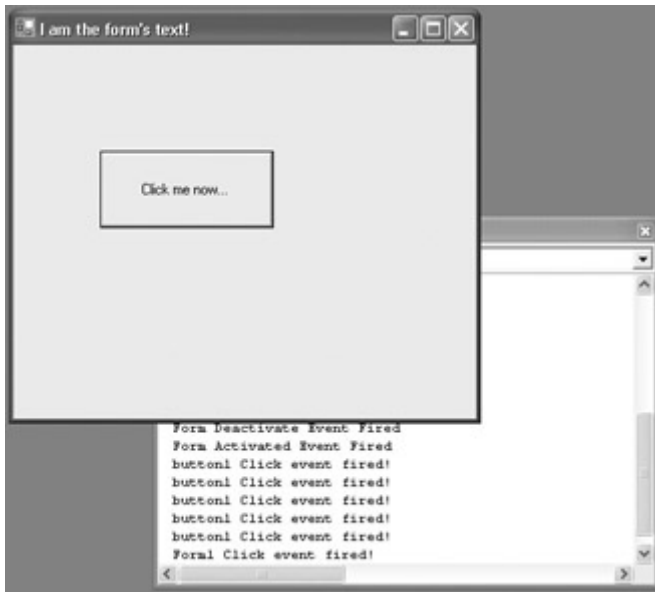 I am the form's text!
Click me now...
Form Deactivate Event Fired
Form Activated Event Fired
button1 Click event fired!
button1 Click event fired!
button1 Click event fired!
button1 Click event fired!
button1 Click event fired!
Form1 Click event fired!